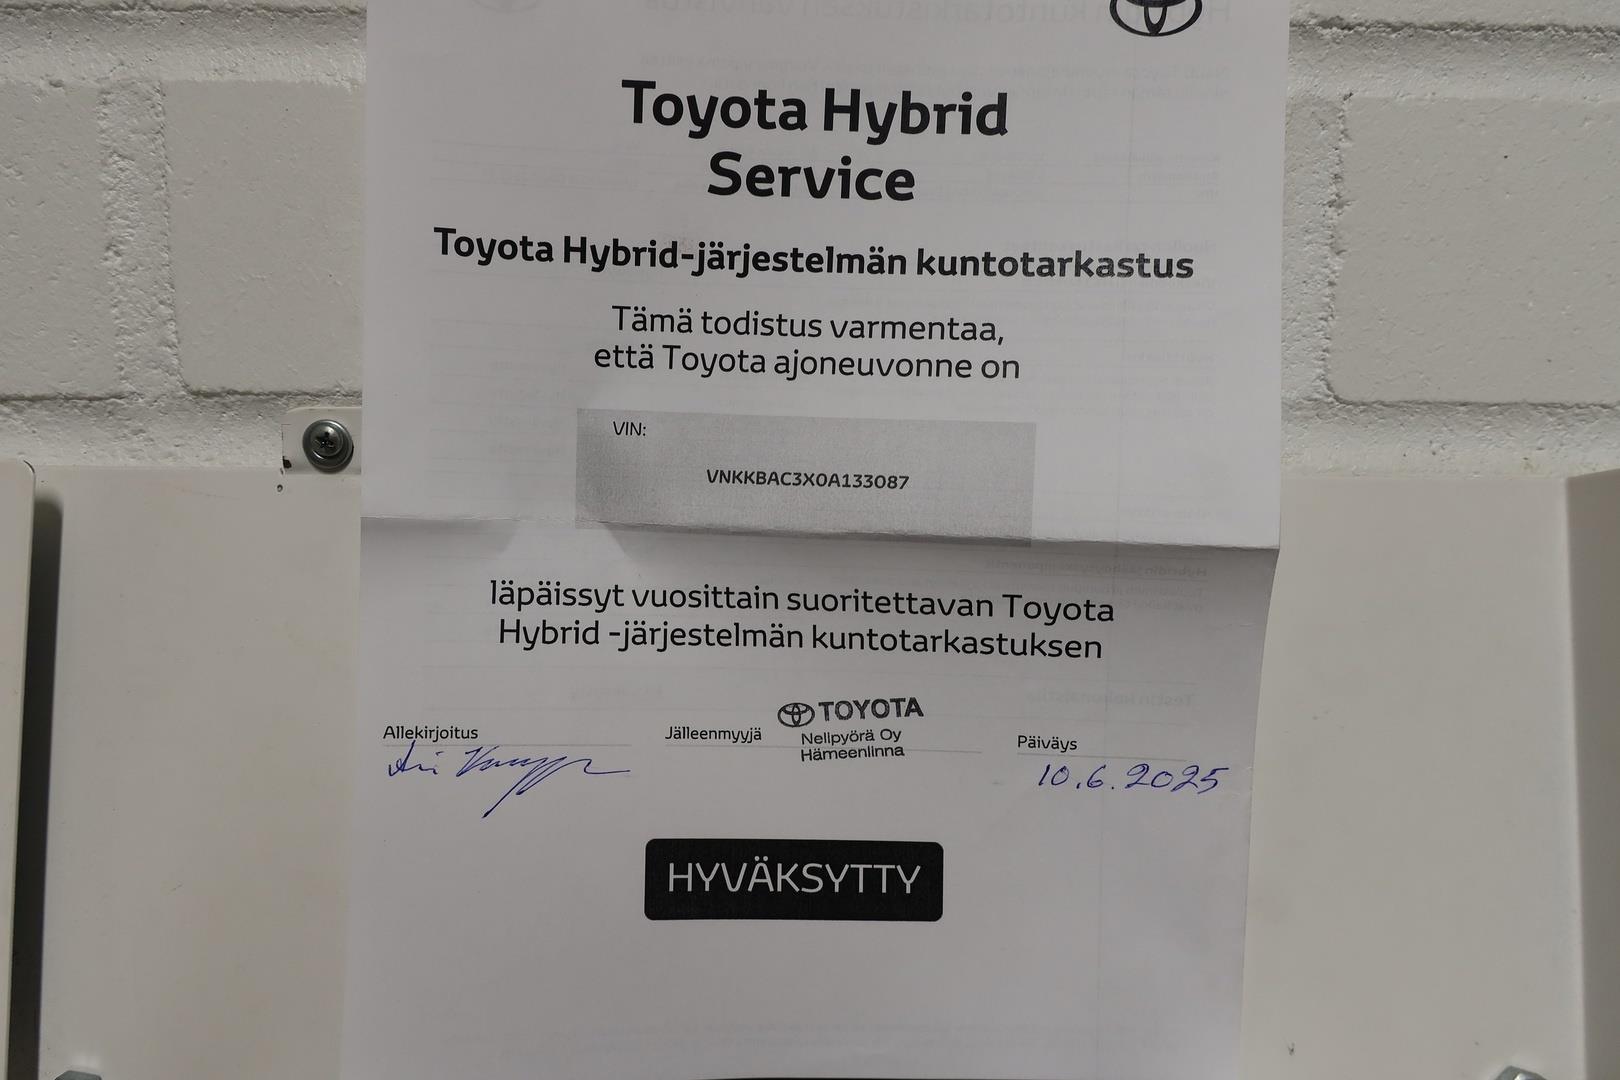 Toyota Hybrid
Service
Toyota Hybrid-järjestelmän kuntotarkastus
Tämä todistus varmentaa,
että Toyota ajoneuvonne on
VIN:
VNKKBAC3X0A133087
läpäissyt vuosittain suoritettavan Toyota
Hybrid -järjestelmän kuntotarkastuksen
Allekirjoitus
Jälleenmyyjä
TOYOTA
Nelipyörä Oy
Hämeenlinna
Päiväys
10.6.2025
HYVÄKSYTTY